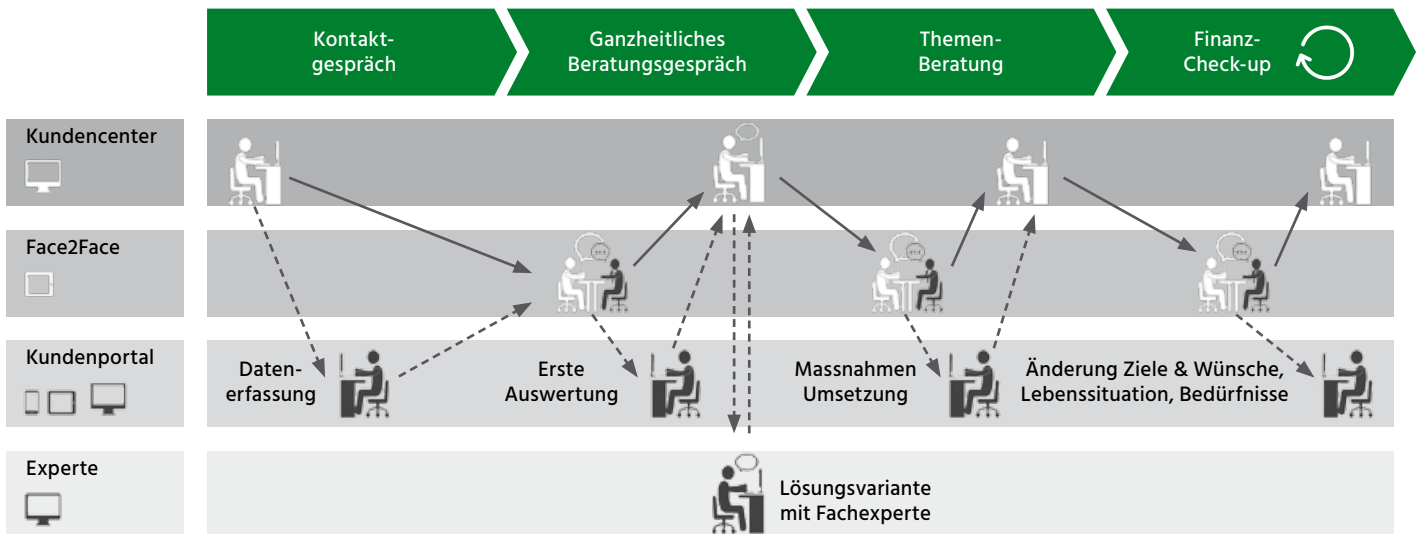 Kontakt-
gespräch
Ganzheitliches
Beratungsgespräch
Themen-
Beratung
Finanz-
Check-up
Kundencenter
Face2Face
Kundenportal
Daten-
erfassung
Erste
Auswertung
Massnahmen
Umsetzung
Änderung Ziele & Wünsche,
Lebenssituation, Bedürfnisse
Experte
Lösungsvariante
mit Fachexperte